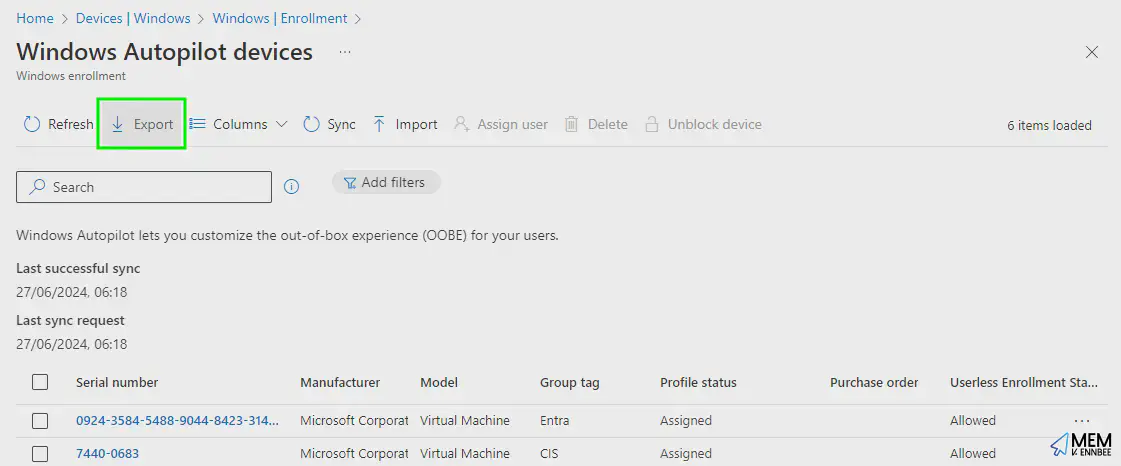 Home > Devices | Windows > Windows | Enrollment >
Windows Autopilot devices ...
Windows enrollment
Refresh Export Columns Sync Import Assign user Delete Unblock device 6 items loaded
Search Add filters
Windows Autopilot lets you customize the out-of-box experience (OOBE) for your users.
Last successful sync
27/06/2024, 06:18
Last sync request
27/06/2024, 06:18
Serial number Manufacturer Model Group tag Profile status Purchase order Userless Enrollment Sta...
0924-3584-5488-9044-8423-314... Microsoft Corporat Virtual Machine Entra Assigned Allowed ...
7440-0683 Microsoft Corporat Virtual Machine CIS Assigned Allowed
MEM
V ENNBEE